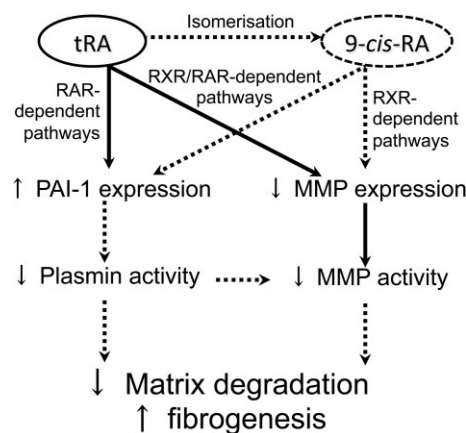 Isomerisation
tRA
9-cis-RA
RAR-
dependent
pathways
RXR/RAR-dependent
pathways
RXR-
dependent
pathways
↑ PAI-1 expression
↓ MMP expression
↓ Plasmin activity
↓ MMP activity
↓ Matrix degradation
↑ fibrogenesis